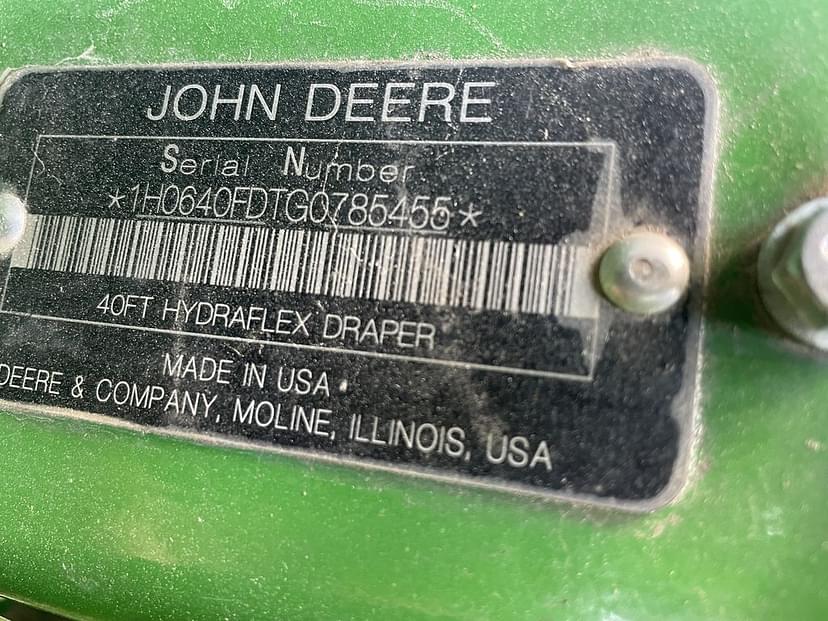 JOHN DEERE
Serial Number
*1H0640FDTG0785455*
40FT HYDRAFLEX DRAPER
MADE IN USA
DEERE & COMPANY, MOLINE, ILLINOIS, USA